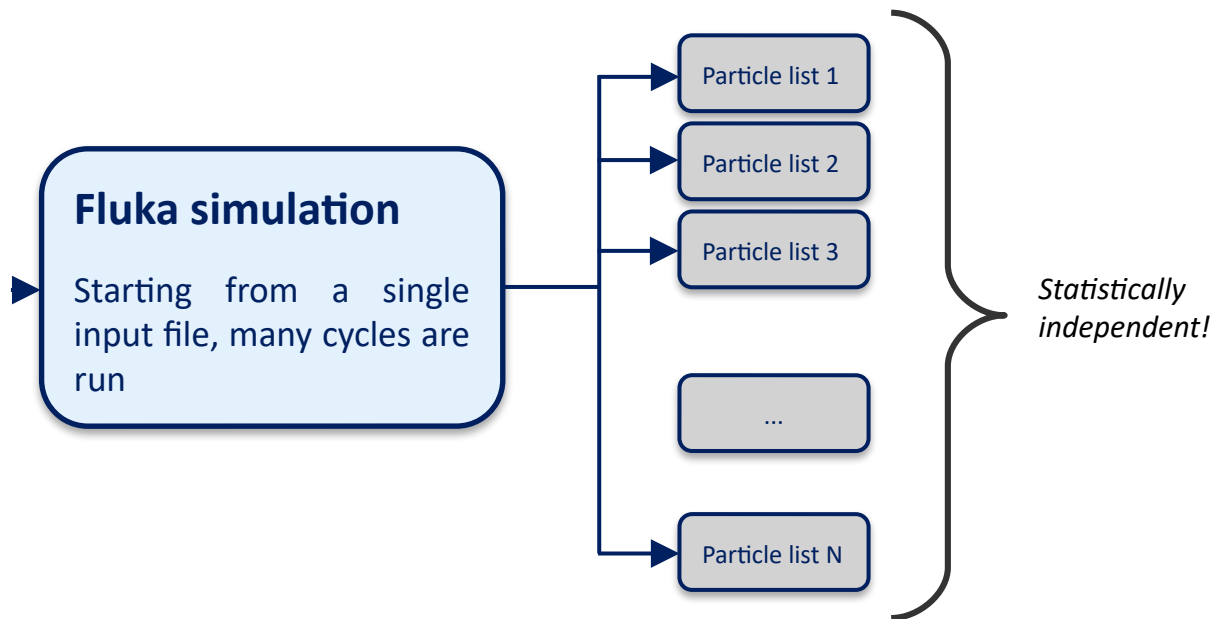 Fluka simulation
Starting from a single
input file, many cycles are
run
Particle list 1
Particle list 2
Particle list 3
...
Particle list N
Statistically
independent!